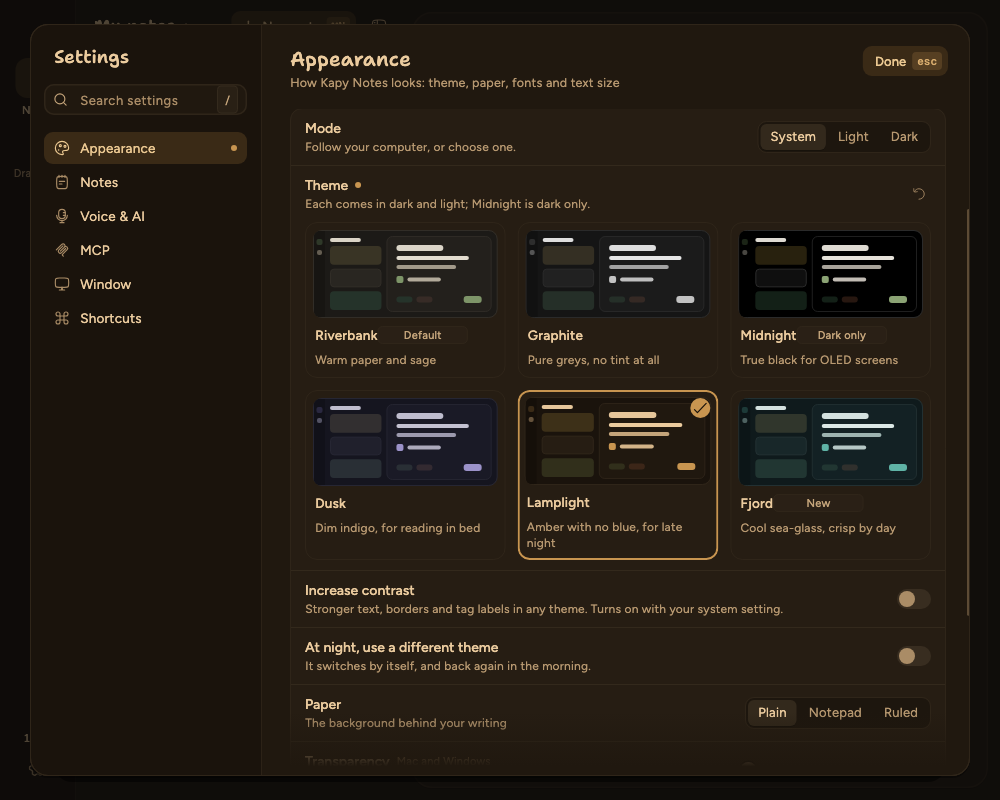 Settings
Search settings /
Appearance
Notes
Voice & AI
MCP
Window
Shortcuts
Appearance
How Kapy Notes looks: theme, paper, fonts and text size
Done esc
Mode
Follow your computer, or choose one.
System Light Dark
Theme
Each comes in dark and light; Midnight is dark only.
Riverbank Default
Warm paper and sage
Graphite
Pure greys, no tint at all
Midnight Dark only
True black for OLED screens
Dusk
Dim indigo, for reading in bed
Lamplight
Amber with no blue, for late
night
Fjord New
Cool sea-glass, crisp by day
Increase contrast
Stronger text, borders and tag labels in any theme. Turns on with your system setting.
At night, use a different theme
It switches by itself, and back again in the morning.
Paper
The background behind your writing
Plain Notepad Ruled
Transparency Mac and Windows